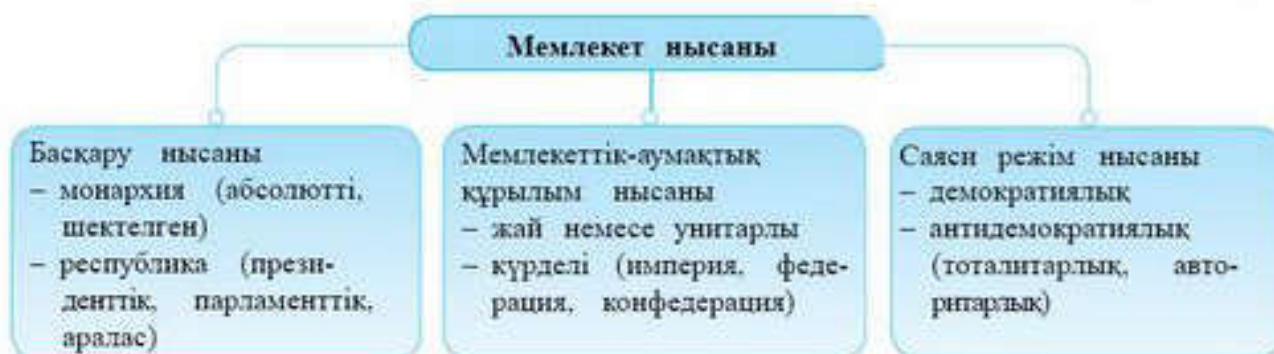 Мемлекет нысаны
Басқару нысаны
– монархия (абсолютті,
шектелген)
– республика (прези-
денттік, парламенттік,
аралас)
Мемлекеттік-аумақтық
құрылым нысаны
– жай немесе унитарлы
– күрделі (империя, феде-
рация, конфедерация)
Саяси режім нысаны
– демократиялық
– антидемократиялық
(тоталитарлық, авто-
ритарлық)